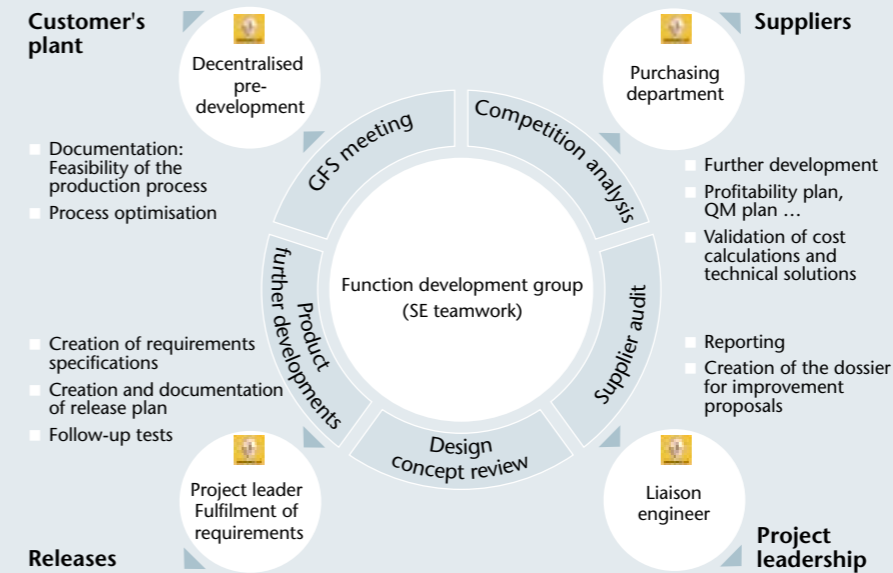 Customer's
plant
Decentralised
pre-
development
Documentation:
Feasibility of the
production process
Process optimisation
Suppliers
Purchasing
department
Further development
Profitability plan,
QM plan …
Validation of cost
calculations and
technical solutions
GFS meeting
Competition analysis
Supplier audit
Design
concept review
Product
further developments
Function development group
(SE teamwork)
Creation of requirements
specifications
Creation and documentation
of release plan
Follow-up tests
Project leader
Fulfilment of
requirements
Releases
Reporting
Creation of the dossier
for improvement
proposals
Liaison
engineer
Project
leadership